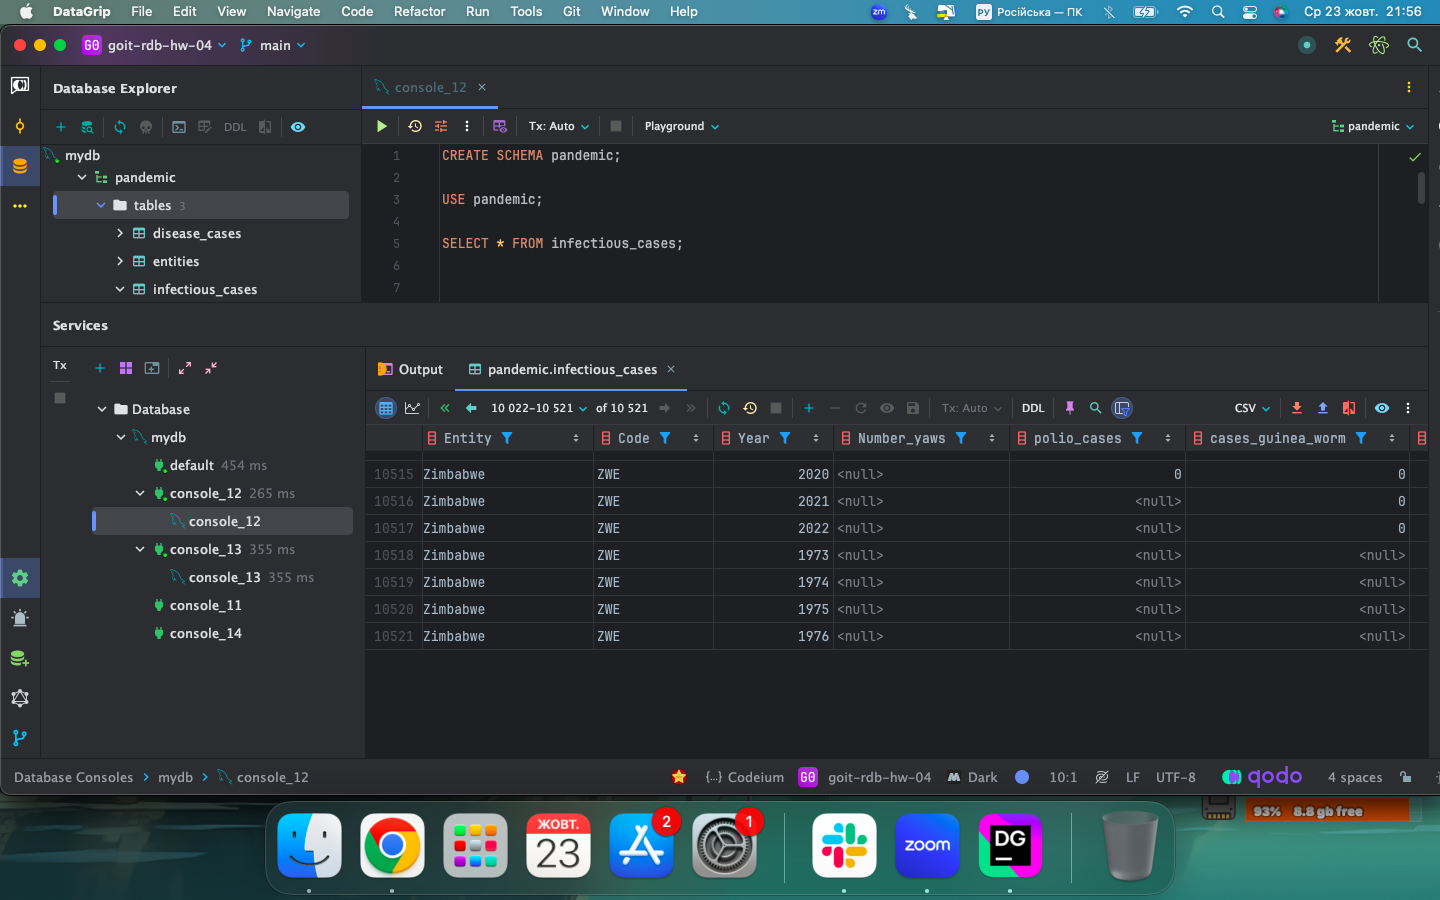 DataGrip File Edit View Navigate Code Refactor Run Tools Git Window Help zm РУ Російська — ПК Ср 23 жовт. 21:56
G0 goit-rdb-hw-04 main
Database Explorer
console_12
DDL
Tx: Auto Playground pandemic
mydb
pandemic
tables 3
disease_cases
entities
infectious_cases
1 CREATE SCHEMA pandemic;
2
3 USE pandemic;
4
5 SELECT * FROM infectious_cases;
6
7
Services
Tx
Database
mydb
default 454 ms
console_12 265 ms
console_12
console_13 355 ms
console_13 355 ms
console_11
console_14
Output pandemic.infectious_cases
10 022–10 521 of 10 521 Tx: Auto DDL CSV
Entity Code Year Number_yaws polio_cases cases_guinea_worm
10515 Zimbabwe ZWE 2020 <null> 0 0
10516 Zimbabwe ZWE 2021 <null> <null> 0
10517 Zimbabwe ZWE 2022 <null> <null> 0
10518 Zimbabwe ZWE 1973 <null> <null> <null>
10519 Zimbabwe ZWE 1974 <null> <null> <null>
10520 Zimbabwe ZWE 1975 <null> <null> <null>
10521 Zimbabwe ZWE 1976 <null> <null> <null>
Database Consoles mydb console_12 {...} Codeium G0 goit-rdb-hw-04 Dark 10:1 LF UTF-8 qodo 4 spaces
93% 8.8 gb free
ЖОВТ.
23
2
1
zoom
DG